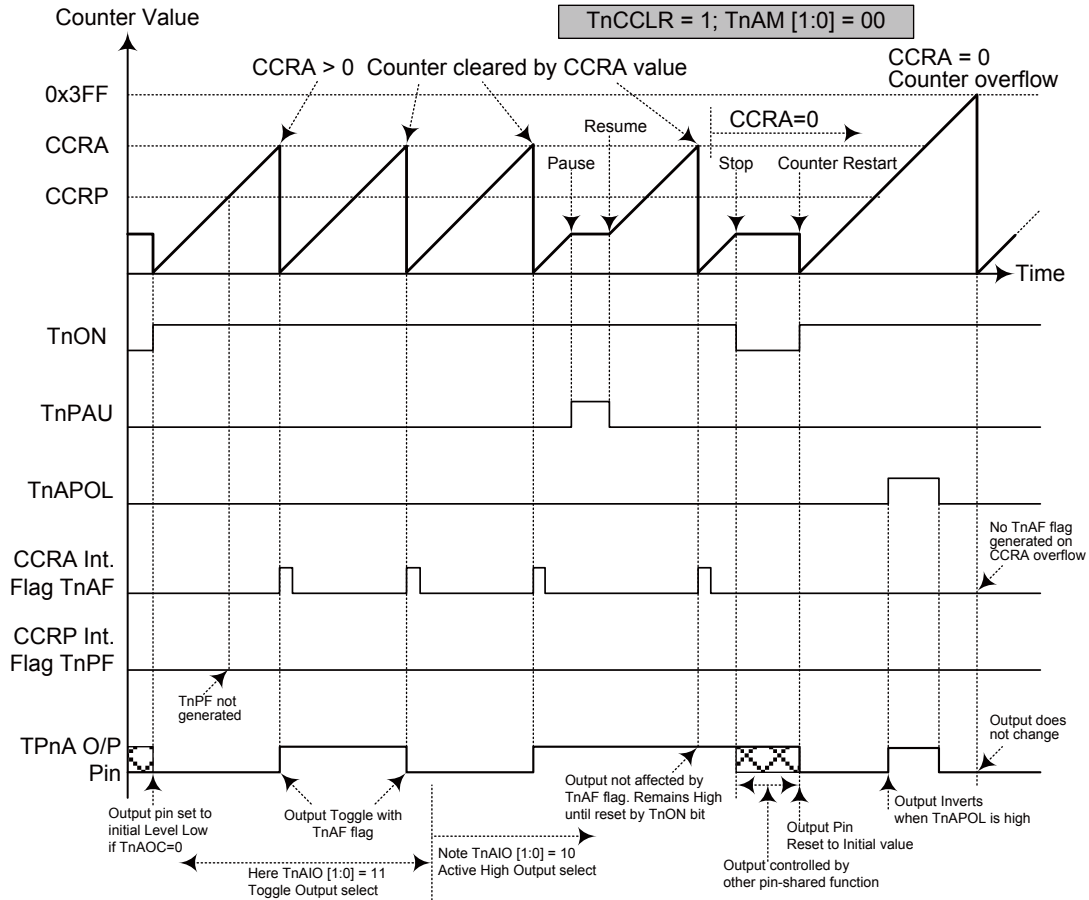 TnCCLR = 1; TnAM [1:0] = 00
Counter Value
CCRA > 0
Counter cleared by CCRA value
CCRA = 0
Counter overflow
0x3FF
CCRA
CCRP
Pause
Resume
CCRA=0
Stop
Counter Restart
Time
TnON
TnPAU
TnAPOL
No TnAF flag
generated on
CCRA overflow
CCRA Int.
Flag TnAF
CCRP Int.
Flag TnPF
TnPF not
generated
TPnA O/P
Pin
Output does
not change
Output pin set to
initial Level Low
if TnAOC=0
Output Toggle with
TnAF flag
Here TnAIO [1:0] = 11
Toggle Output select
Note TnAIO [1:0] = 10
Active High Output select
Output not affected by
TnAF flag. Remains High
until reset by TnON bit
Output controlled by
other pin-shared function
Output Pin
Reset to Initial value
Output Inverts
when TnAPOL is high